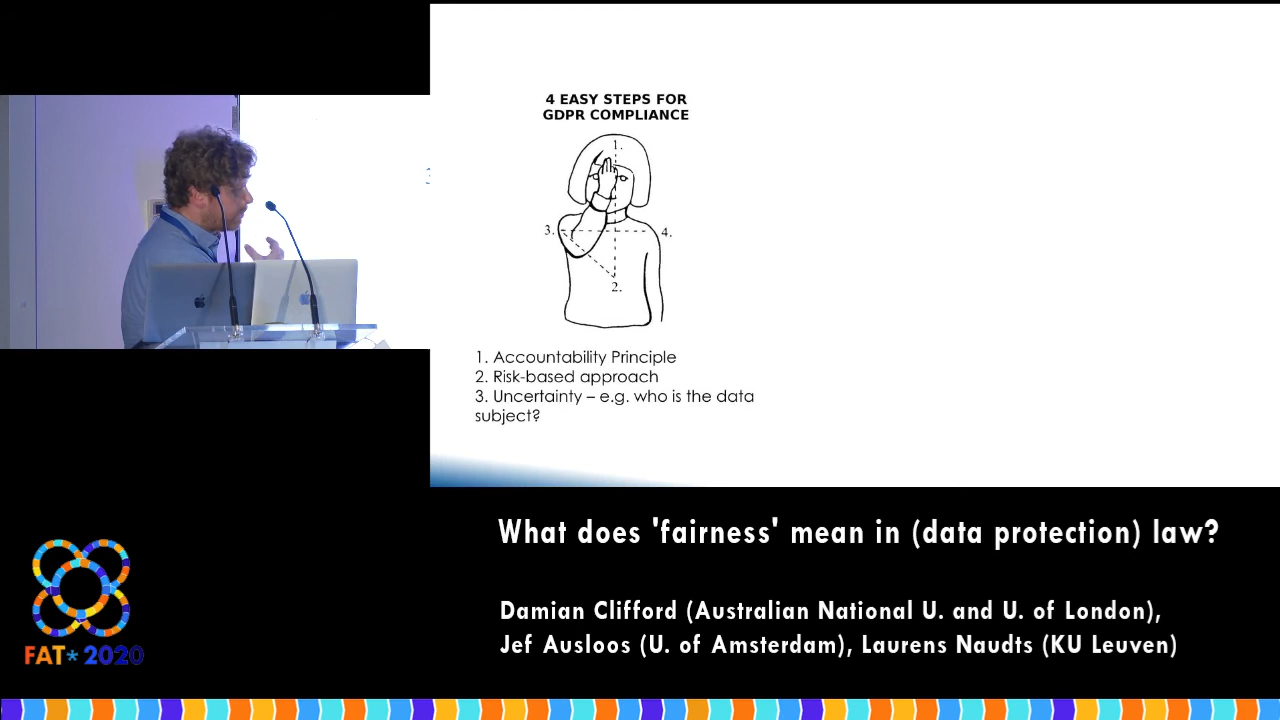 4 EASY STEPS FOR
GDPR COMPLIANCE
1.
3.
4.
2.
1. Accountability Principle
2. Risk-based approach
3. Uncertainty – e.g. who is the data
subject?
What does 'fairness' mean in (data protection) law?
Damian Clifford (Australian National U. and U. of London),
Jef Ausloos (U. of Amsterdam), Laurens Naudts (KU Leuven)
FAT* 2020